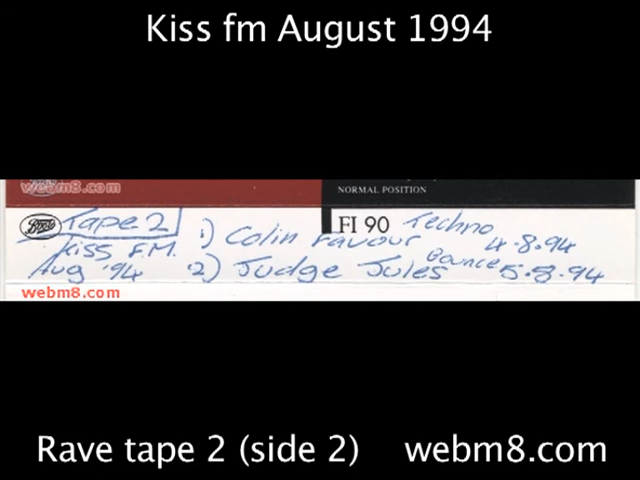 Kiss fm August 1994
webm8.com
NORMAL POSITION
Boots Tape 2 FI 90 Techno
Kiss F.M. 1) Colin Favour 4.8.94
Aug '94 2) Judge Jules Bounce 5.8.94
webm8.com
Rave tape 2 (side 2) webm8.com